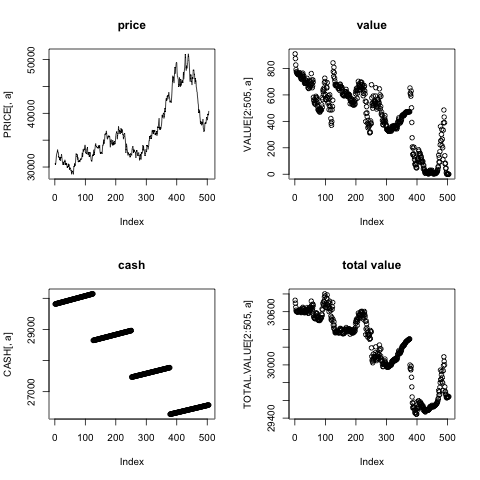 price
PRICE[, a]
30000 40000 50000
0 100 200 300 400 500
Index
value
VALUE[2:505, a]
0 200 400 600 800
0 100 200 300 400 500
Index
cash
CASH[, a]
27000 29000
0 100 200 300 400 500
Index
total value
TOTAL.VALUE[2:505, a]
29400 30000 30600
0 100 200 300 400 500
Index